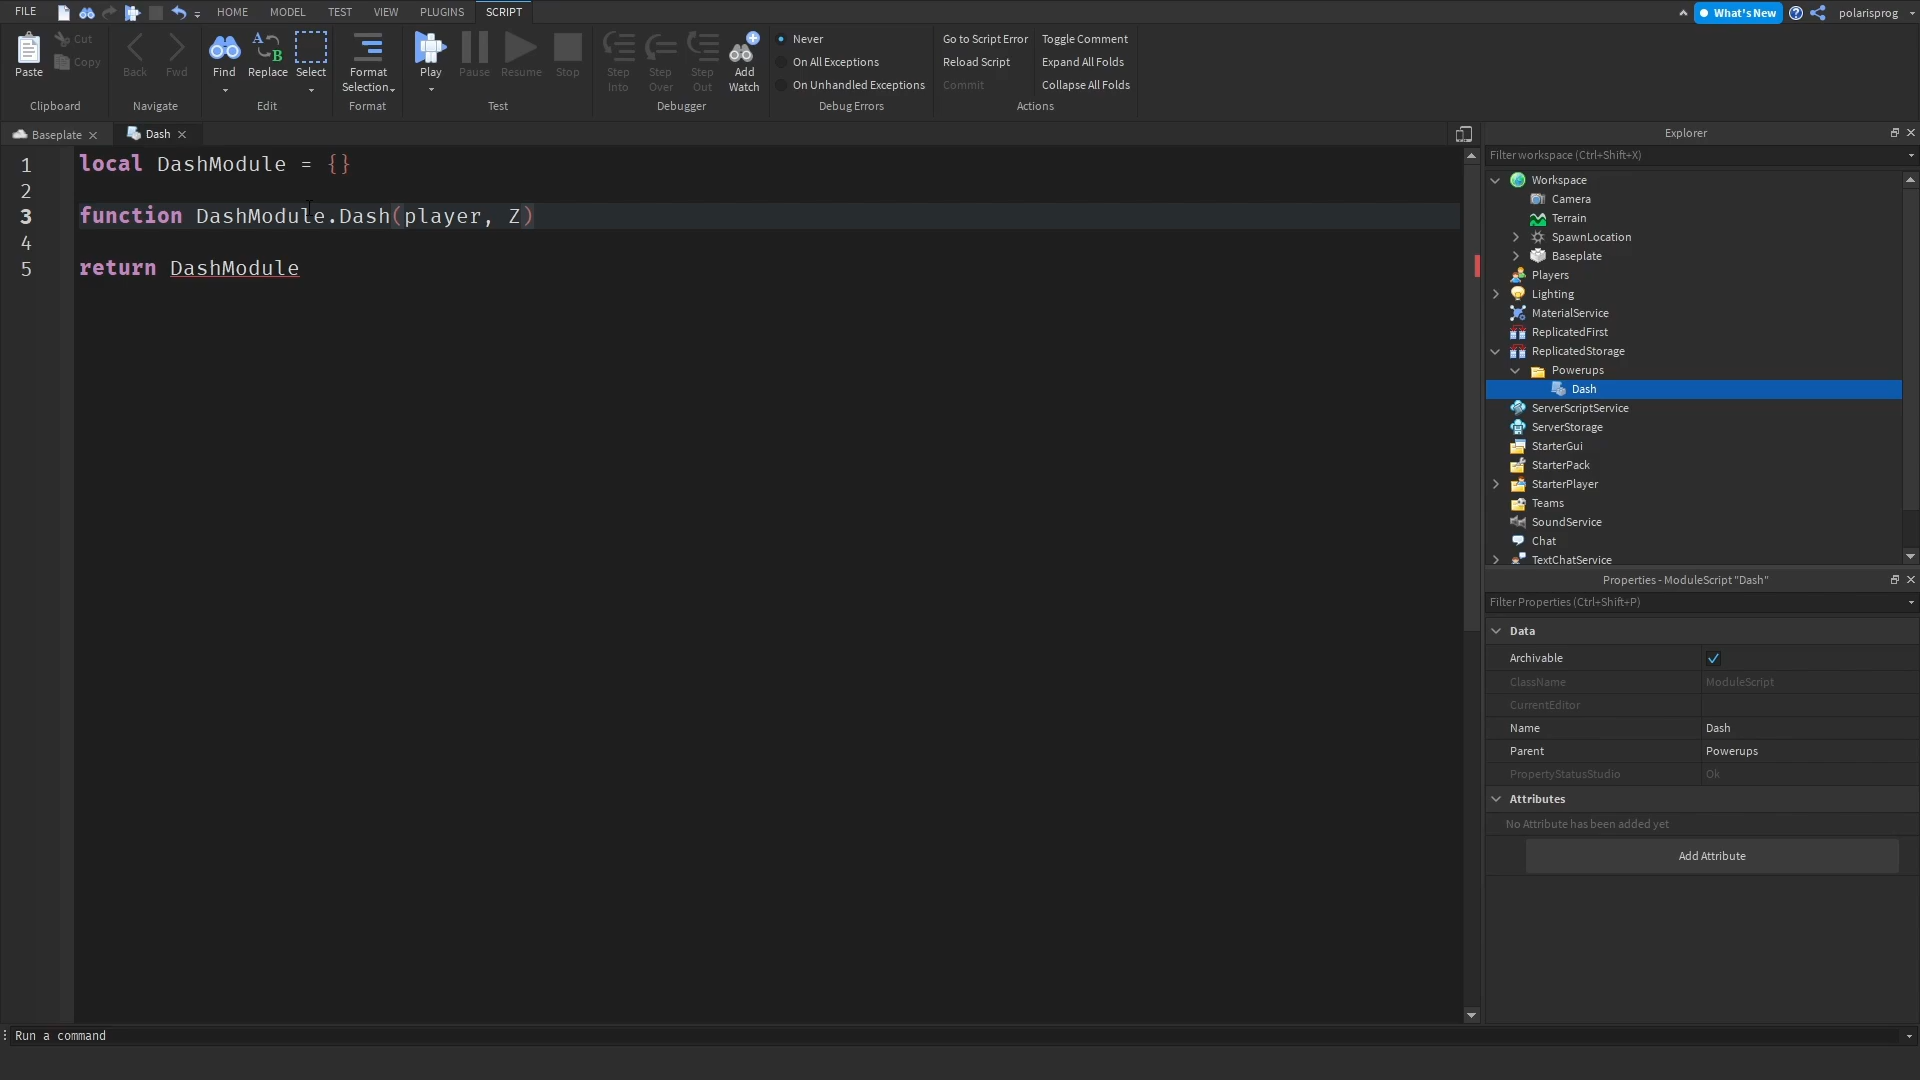 FILE
HOME
MODEL
TEST
VIEW
PLUGINS
SCRIPT
What's New
polarisprog
Paste
Cut
Copy
Clipboard
Back
Fwd
Navigate
Find
Replace
Select
Edit
Format
Selection
Format
Play
Pause
Resume
Stop
Test
Step
Into
Step
Over
Step
Out
Add
Watch
Debugger
Never
On All Exceptions
On Unhandled Exceptions
Debug Errors
Go to Script Error
Reload Script
Commit
Toggle Comment
Expand All Folds
Collapse All Folds
Actions
Baseplate
Dash
1 local DashModule = {}
2
3 function DashModule.Dash(player, Z)
4
5 return DashModule
Explorer
Filter workspace (Ctrl+Shift+X)
Workspace
Camera
Terrain
SpawnLocation
Baseplate
Players
Lighting
MaterialService
ReplicatedFirst
ReplicatedStorage
Powerups
Dash
ServerScriptService
ServerStorage
StarterGui
StarterPack
StarterPlayer
Teams
SoundService
Chat
TextChatService
Properties - ModuleScript "Dash"
Filter Properties (Ctrl+Shift+P)
Data
Archivable
ClassName ModuleScript
CurrentEditor
Name Dash
Parent Powerups
PropertyStatusStudio Ok
Attributes
No Attribute has been added yet
Add Attribute
Run a command